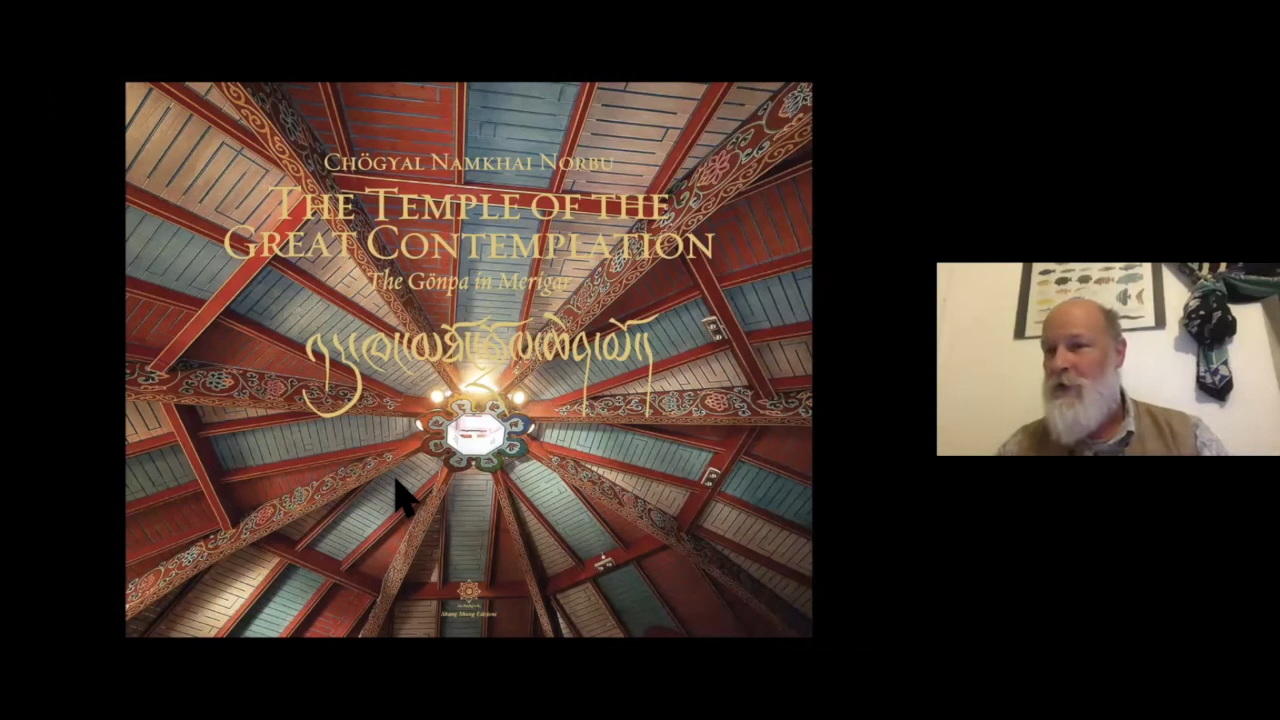 Chögyal Namkhai Norbu
The Temple of the
Great Contemplation
The Gönpa in Merigar
Shang Shung Edizioni